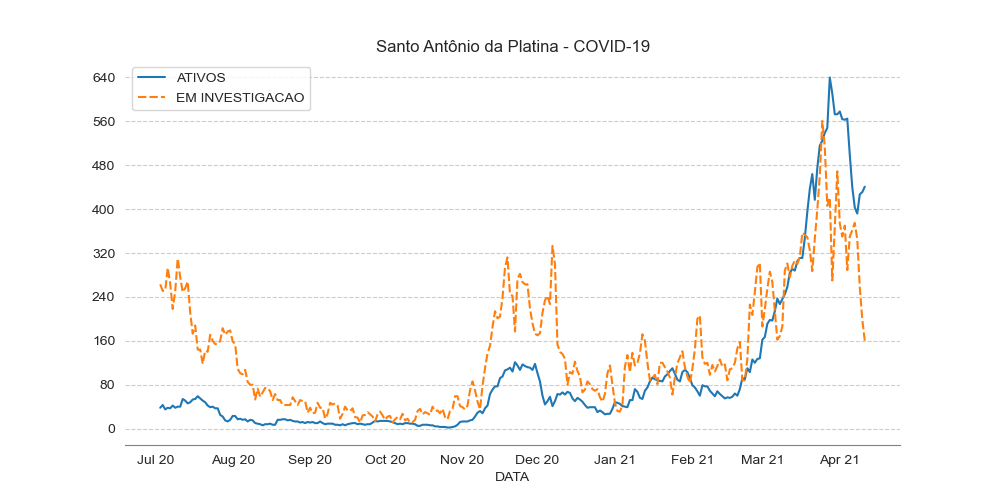 Santo Antônio da Platina - COVID-19
ATIVOS
EM INVESTIGACAO
640
560
480
400
320
240
160
80
0
Jul 20 Aug 20 Sep 20 Oct 20 Nov 20 Dec 20 Jan 21 Feb 21 Mar 21 Apr 21
DATA